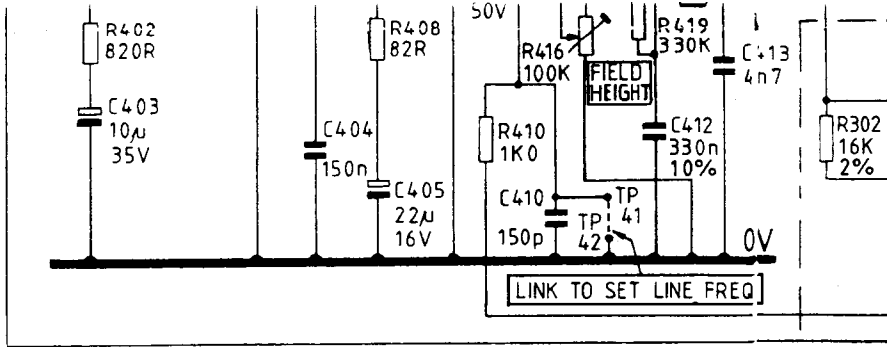 50V
R402
820R
R408
82R
R416
100K
R419
330K
C413
4n7
FIELD
HEIGHT
C403
10µ
35V
C404
150n
R410
1K0
C412
330n
10%
R302
16K
2%
C405
22µ
16V
C410
150p
TP
41
TP
42
0V
LINK TO SET LINE FREQ